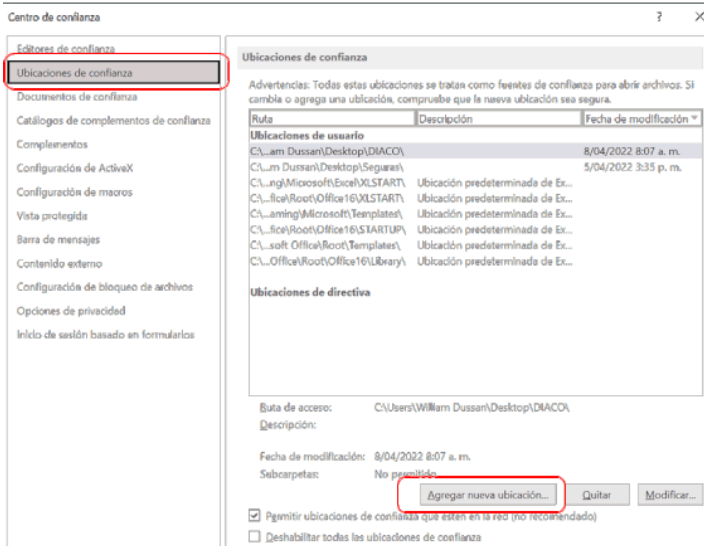 Centro de confianza
? X
Editores de confianza
Ubicaciones de confianza
Documentos de confianza
Catálogos de complementos de confianza
Complementos
Configuración de ActiveX
Configuración de macros
Vista protegida
Barra de mensajes
Contenido externo
Configuración de bloqueo de archivos
Opciones de privacidad
Inicio de sesión basado en formularios
Ubicaciones de confianza
Advertencias: Todas estas ubicaciones se tratan como fuentes de confianza para abrir archivos. Si
cambia o agrega una ubicación, compruebe que la nueva ubicación sea segura.
Ruta Descripción Fecha de modificación
Ubicaciones de usuario
C:\...am Dussan\Desktop\DIACO\ 8/04/2022 8:07 a. m.
C:\...m Dussan\Desktop\Seguras\ 5/04/2022 3:35 p. m.
C:\...ng\Microsoft\Excel\XLSTART\ Ubicación predeterminada de Ex...
C:\...fice\Root\Office16\XLSTART\ Ubicación predeterminada de Ex...
C:\...aming\Microsoft\Templates\ Ubicación predeterminada de Ex...
C:\...fice\Root\Office16\STARTUP\ Ubicación predeterminada de Ex...
C:\...soft Office\Root\Templates\ Ubicación predeterminada de Ex...
C:\...Office\Root\Office16\Library\ Ubicación predeterminada de Ex...
Ubicaciones de directiva
Ruta de acceso: C:\Users\William Dussan\Desktop\DIACO\
Descripción:
Fecha de modificación: 8/04/2022 8:07 a. m.
Subcarpetas: No permitido
Agregar nueva ubicación... Quitar Modificar...
Permitir ubicaciones de confianza que estén en la red (no recomendado)
Deshabilitar todas las ubicaciones de confianza